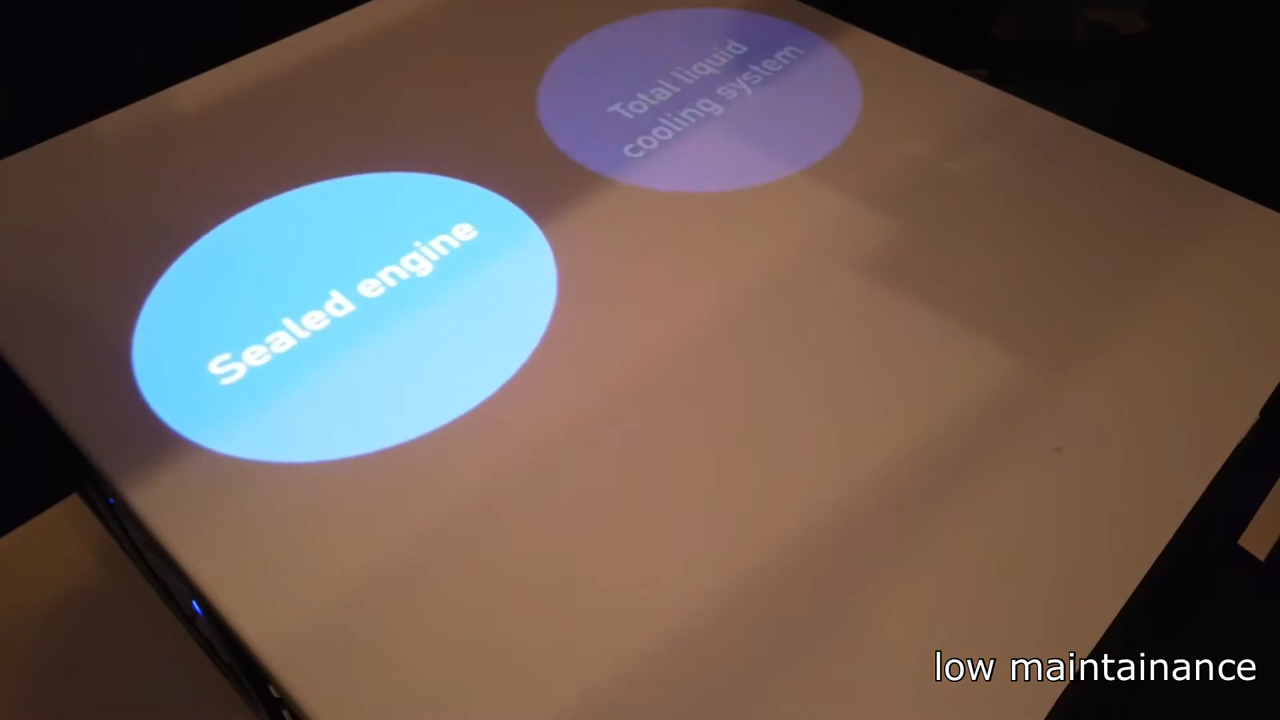 Total liquid
cooling system
Sealed engine
low maintainance